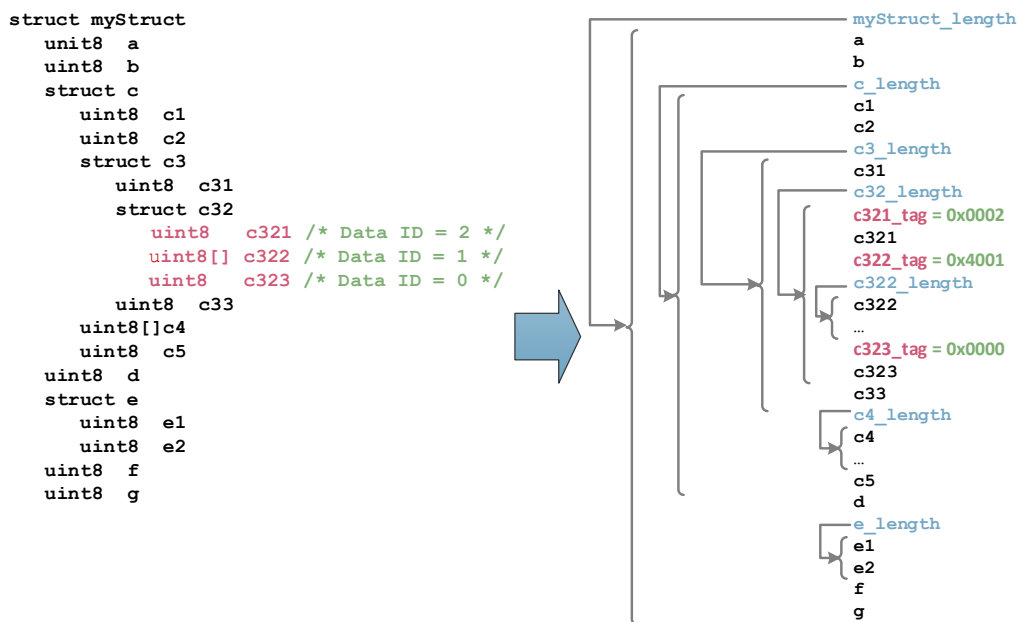 struct myStruct
unit8 a
uint8 b
struct c
uint8 c1
uint8 c2
struct c3
uint8 c31
struct c32
uint8 c321 /* Data ID = 2 */
uint8[] c322 /* Data ID = 1 */
uint8 c323 /* Data ID = 0 */
uint8 c33
uint8[]c4
uint8 c5
uint8 d
struct e
uint8 e1
uint8 e2
uint8 f
uint8 g
myStruct_length
a
b
c_length
c1
c2
c3_length
c31
c32_length
c321_tag = 0x0002
c321
c322_tag = 0x4001
c322_length
c322
…
c323_tag = 0x0000
c323
c33
c4_length
c4
…
c5
d
e_length
e1
e2
f
g